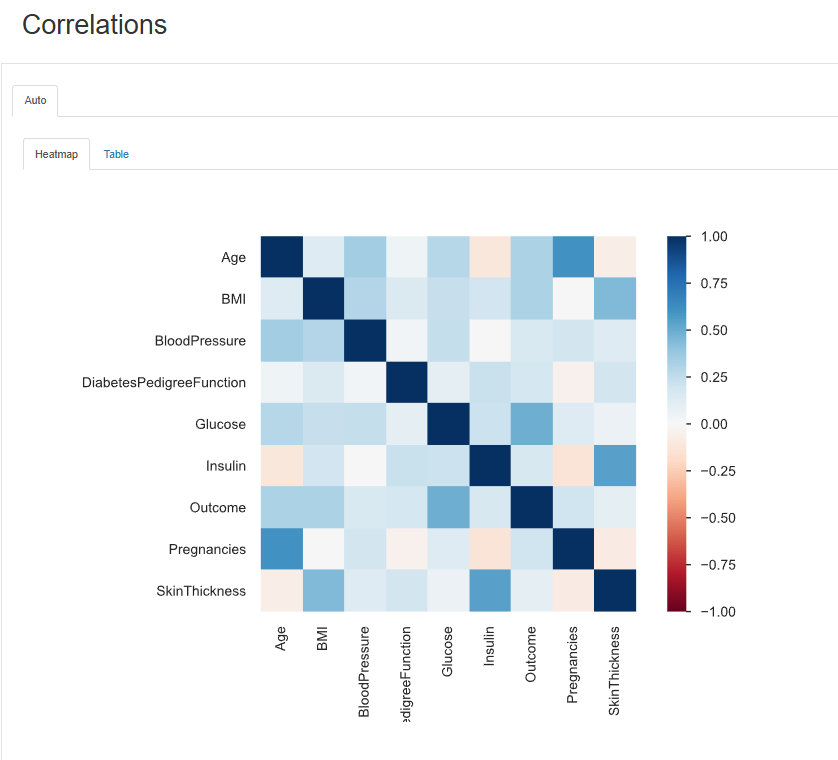 Correlations
Auto
Heatmap Table
Age
BMI
BloodPressure
DiabetesPedigreeFunction
Glucose
Insulin
Outcome
Pregnancies
SkinThickness
1.00
0.75
0.50
0.25
0.00
−0.25
−0.50
−0.75
−1.00
Age
BMI
BloodPressure
edigreeFunction
Glucose
Insulin
Outcome
Pregnancies
SkinThickness